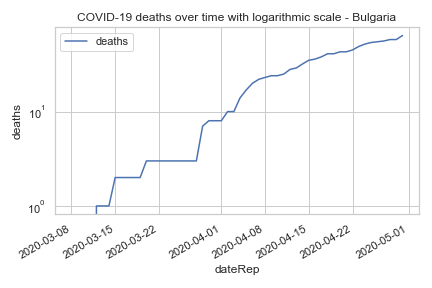 COVID-19 deaths over time with logarithmic scale - Bulgaria
deaths
deaths
10¹
10⁰
2020-03-08
2020-03-15
2020-03-22
2020-04-01
2020-04-08
2020-04-15
2020-04-22
2020-05-01
dateRep